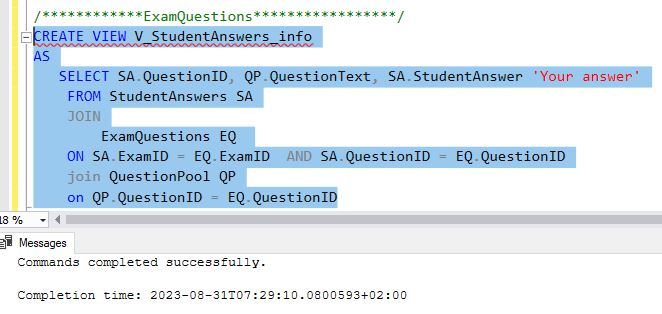 /************ExamQuestions*****************/
CREATE VIEW V_StudentAnswers_info
AS
SELECT SA.QuestionID, QP.QuestionText, SA.StudentAnswer 'Your answer'
FROM StudentAnswers SA
JOIN
ExamQuestions EQ
ON SA.ExamID = EQ.ExamID  AND SA.QuestionID = EQ.QuestionID
join QuestionPool QP
on QP.QuestionID = EQ.QuestionID
18 %
Messages
Commands completed successfully.
Completion time: 2023-08-31T07:29:10.0800593+02:00